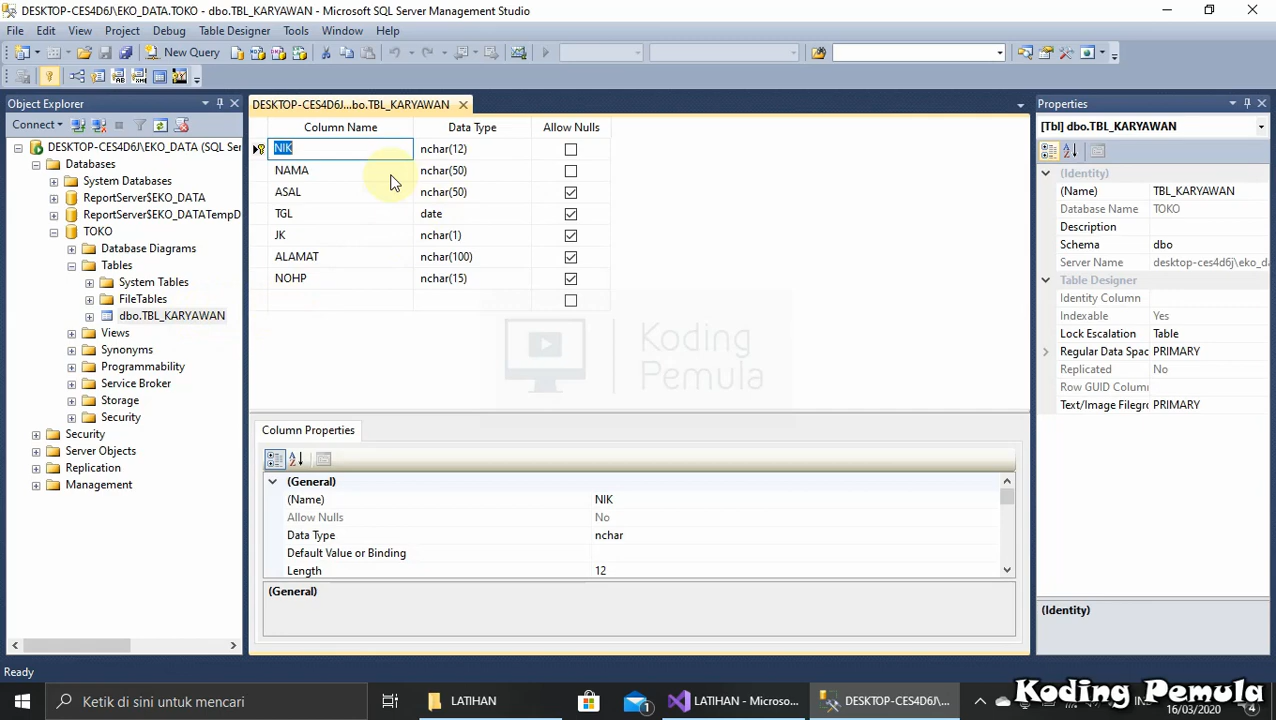 DESKTOP-CES4D6J\EKO_DATA.TOKO - dbo.TBL_KARYAWAN - Microsoft SQL Server Management Studio
File Edit View Project Debug Table Designer Tools Window Help
New Query
Object Explorer
Connect
DESKTOP-CES4D6J\EKO_DATA (SQL Ser
Databases
System Databases
ReportServer$EKO_DATA
ReportServer$EKO_DATATempD
TOKO
Database Diagrams
Tables
System Tables
FileTables
dbo.TBL_KARYAWAN
Views
Synonyms
Programmability
Service Broker
Storage
Security
Security
Server Objects
Replication
Management
DESKTOP-CES4D6J...bo.TBL_KARYAWAN
Column Name Data Type Allow Nulls
NIK nchar(12)
NAMA nchar(50)
ASAL nchar(50)
TGL date
JK nchar(1)
ALAMAT nchar(100)
NOHP nchar(15)
Koding
Pemula
Column Properties
(General)
(Name) NIK
Allow Nulls No
Data Type nchar
Default Value or Binding
Length 12
(General)
Properties
[Tbl] dbo.TBL_KARYAWAN
(Identity)
(Name) TBL_KARYAWAN
Database Name TOKO
Description
Schema dbo
Server Name desktop-ces4d6j\eko_da
Table Designer
Identity Column
Indexable Yes
Lock Escalation Table
Regular Data Spac PRIMARY
Replicated No
Row GUID Column
Text/Image Filegro PRIMARY
(Identity)
Ready
Ketik di sini untuk mencari
LATIHAN
1
LATIHAN - Microso...
DESKTOP-CES4D6J\...
Koding Pemula
16/03/2020
4